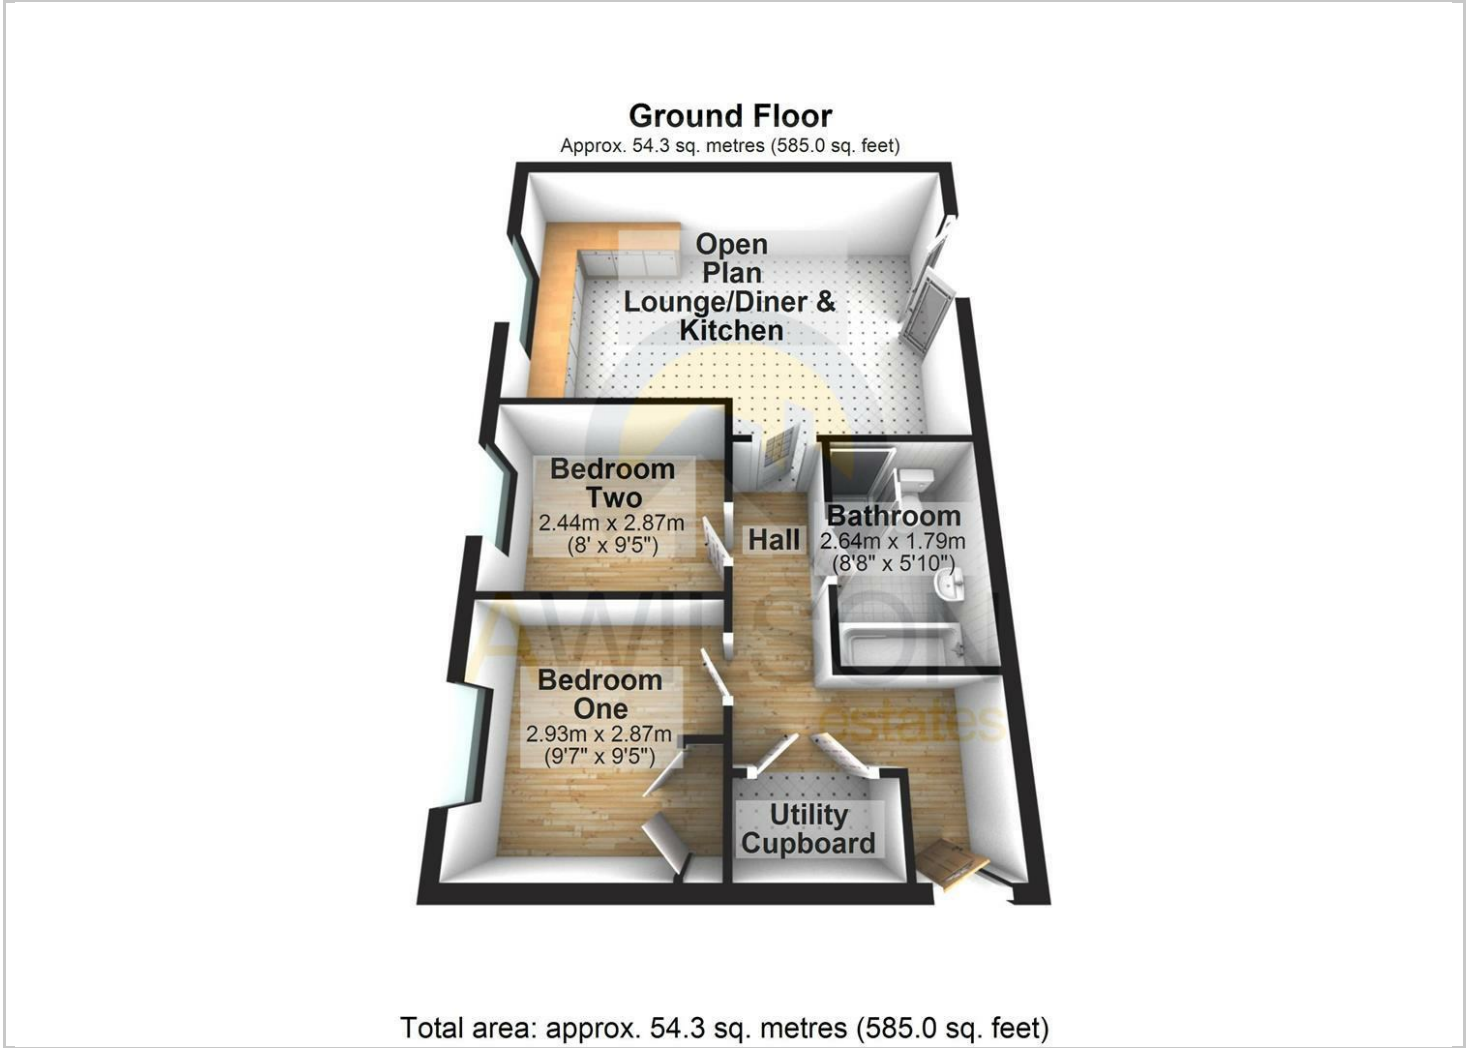 Ground Floor
Approx. 54.3 sq. metres (585.0 sq. feet)
Open
Plan
Lounge/Diner &
Kitchen
Bedroom
Two
2.44m x 2.87m
(8' x 9'5")
Hall
Bathroom
2.64m x 1.79m
(8'8" x 5'10")
AWILSON
estates
Bedroom
One
2.93m x 2.87m
(9'7" x 9'5")
Utility
Cupboard
Total area: approx. 54.3 sq. metres (585.0 sq. feet)